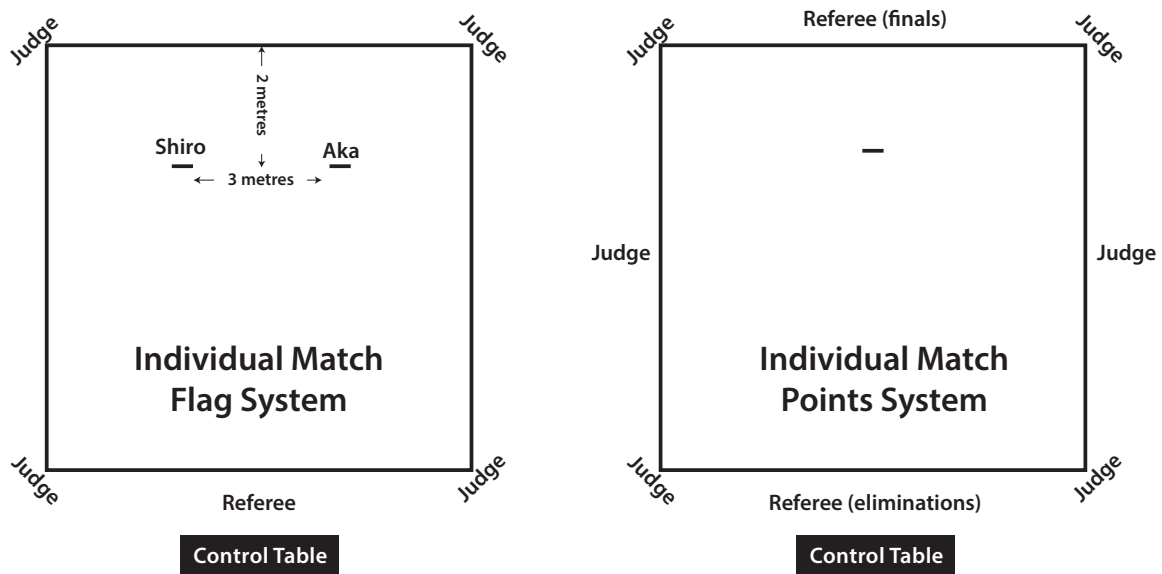 Judge
Judge
2 metres
Shiro
Aka
3 metres
Individual Match
Flag System
Judge
Judge
Referee
Control Table
Referee (finals)
Judge
Judge
Judge
Judge
Individual Match
Points System
Judge
Judge
Referee (eliminations)
Control Table